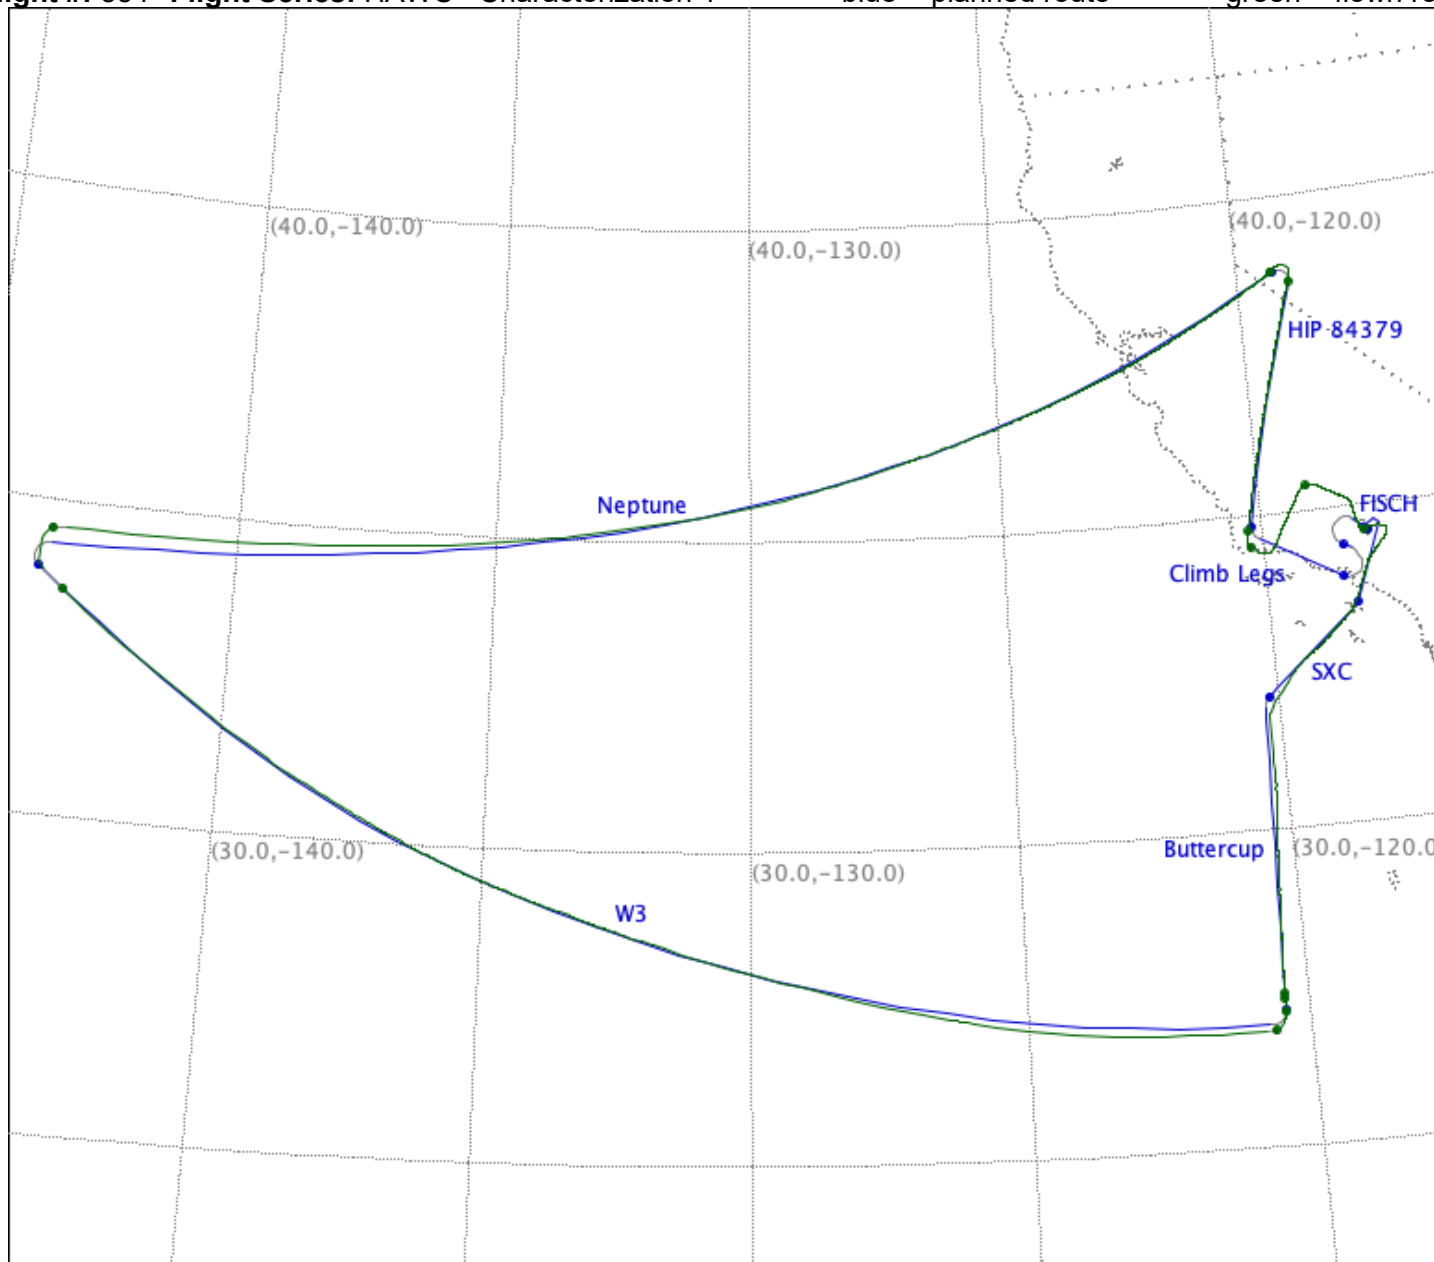 (40.0,-140.0)
(40.0,-130.0)
(40.0,-120.0)
HIP 84379
Neptune
FISCH
Climb Legs
SXC
(30.0,-140.0)
(30.0,-130.0)
Buttercup
(30.0,-120.0
W3